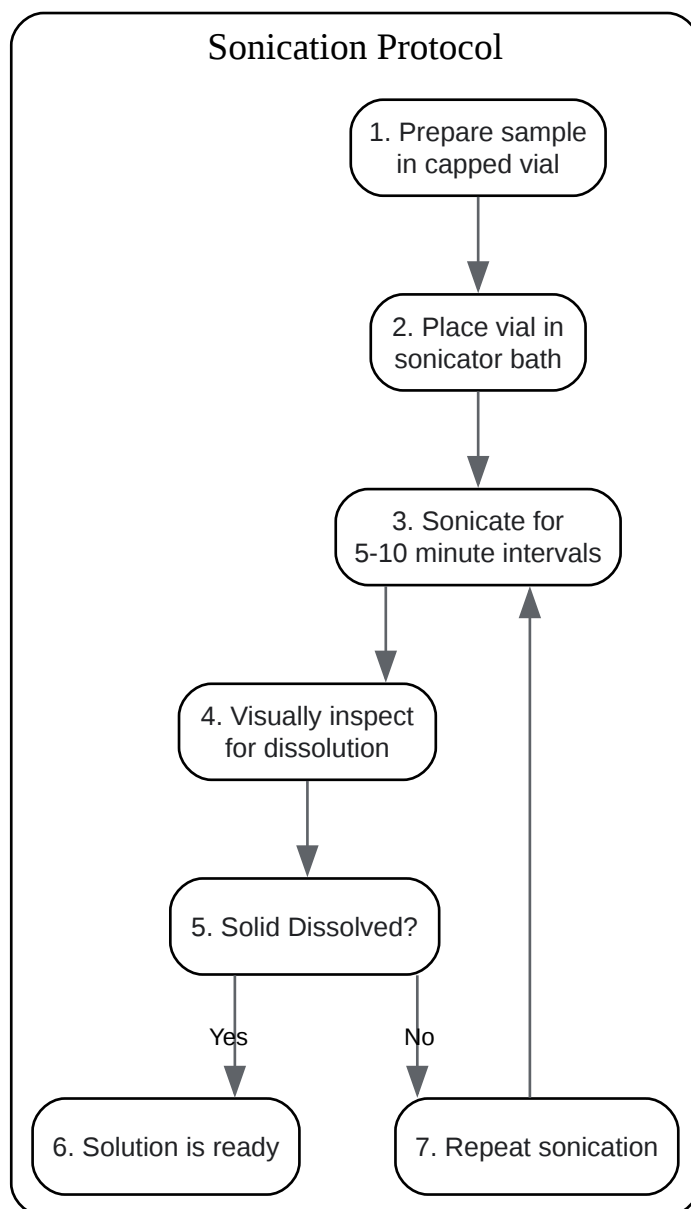 Sonication Protocol
1. Prepare sample
in capped vial
2. Place vial in
sonicator bath
3. Sonicate for
5-10 minute intervals
4. Visually inspect
for dissolution
5. Solid Dissolved?
Yes
No
6. Solution is ready
7. Repeat sonication